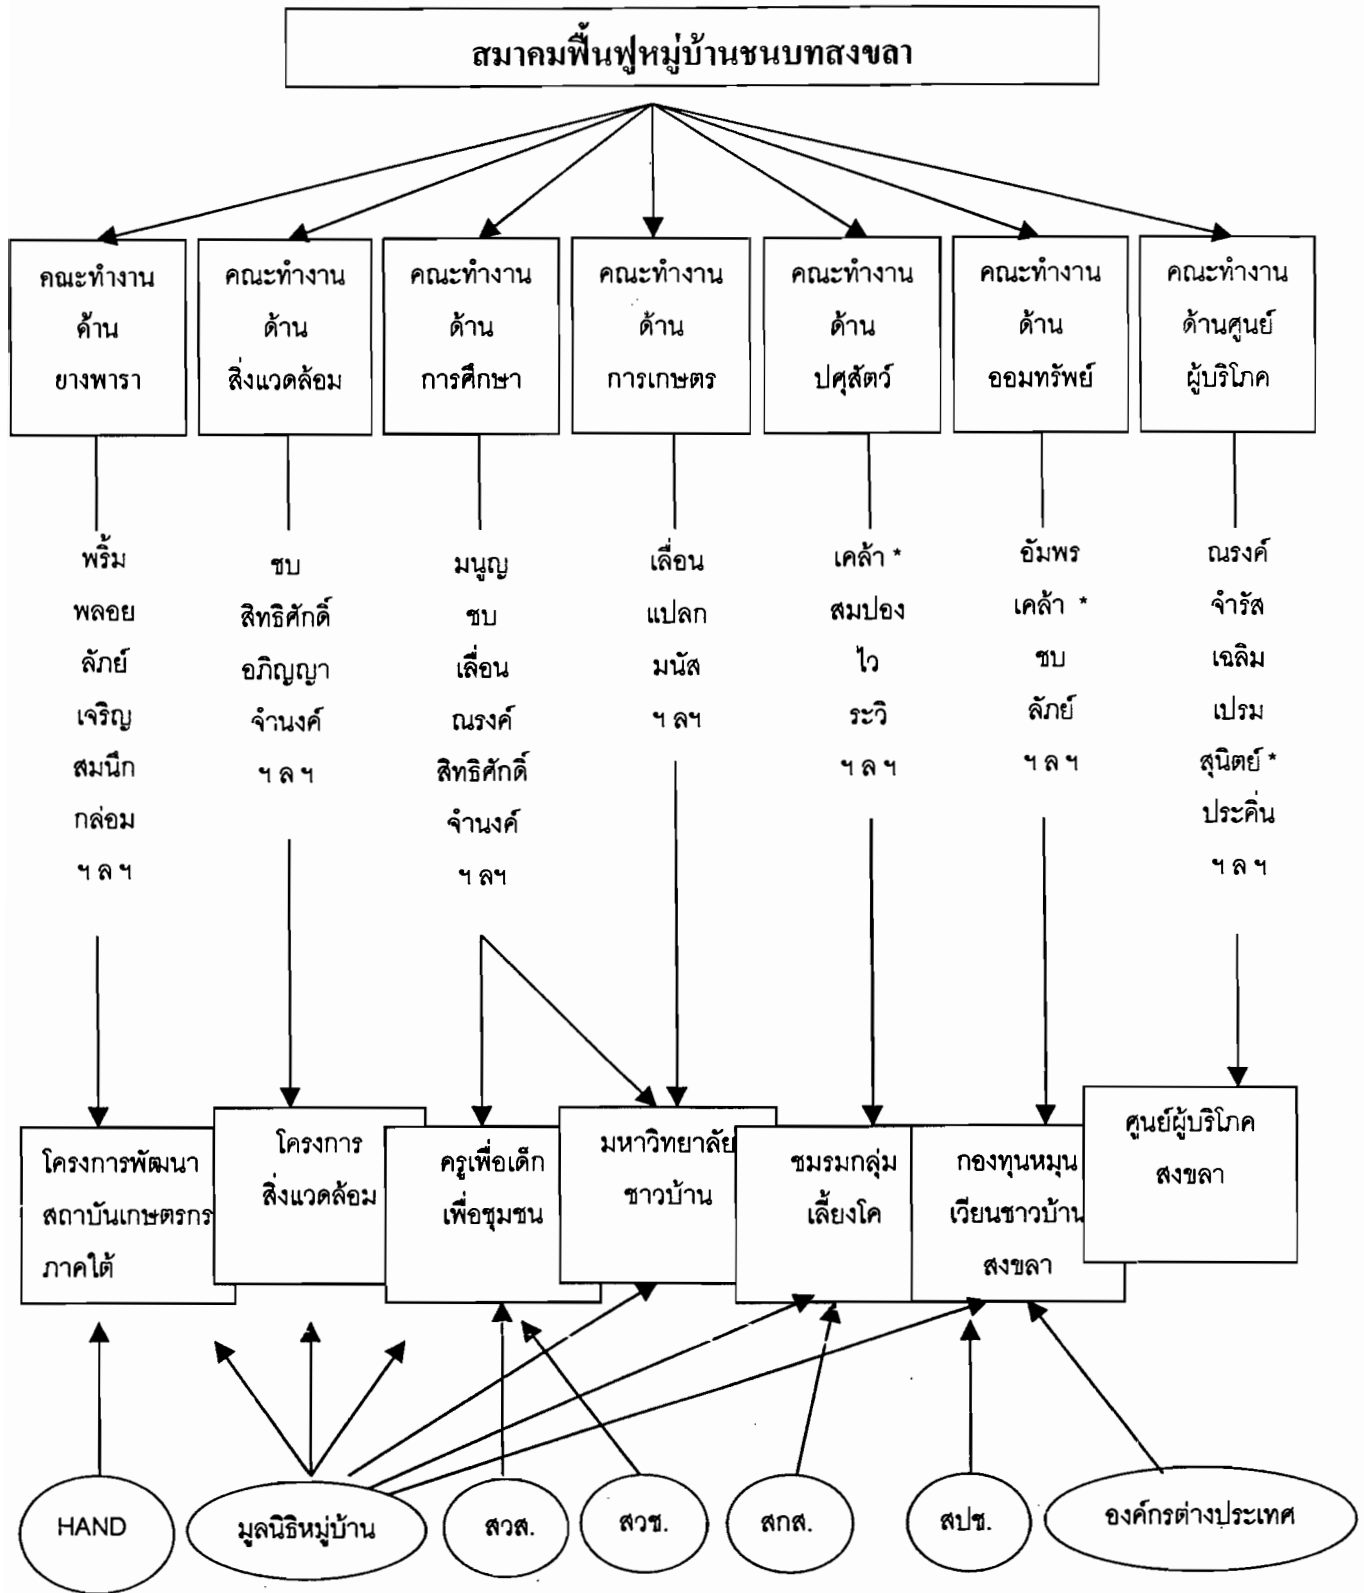 สมาคมฟื้นฟูหมู่บ้านชนบทสงขลา
คณะทำงาน
ด้าน
ยางพารา
คณะทำงาน
ด้าน
สิ่งแวดล้อม
คณะทำงาน
ด้าน
การศึกษา
คณะทำงาน
ด้าน
การเกษตร
คณะทำงาน
ด้าน
ปศุสัตว์
คณะทำงาน
ด้าน
ออมทรัพย์
คณะทำงาน
ด้านศูนย์
ผู้บริโภค
พริ้ม
พลอย
ลัภย์
เจริญ
สมนึก
กล่อม
ฯ ล ฯ
ชบ
สิทธิศักดิ์
อภิญญา
จำนงค์
ฯ ล ฯ
มนูญ
ชบ
เลื่อน
ณรงค์
สิทธิศักดิ์
จำนงค์
ฯ ลฯ
เลื่อน
แปลก
มนัส
ฯ ลฯ
เคล้า *
สมปอง
ไว
ระวิ
ฯ ล ฯ
อัมพร
เคล้า *
ชบ
ลัภย์
ฯ ล ฯ
ณรงค์
จำรัส
เฉลิม
เปรม
สุนิตย์ *
ประคิ่น
ฯ ล ฯ
โครงการพัฒนา
สถาบันเกษตรกร
ภาคใต้
โครงการ
สิ่งแวดล้อม
ครูเพื่อเด็ก
เพื่อชุมชน
มหาวิทยาลัย
ชาวบ้าน
ชมรมกลุ่ม
เลี้ยงโค
กองทุนหมุน
เวียนชาวบ้าน
สงขลา
ศูนย์ผู้บริโภค
สงขลา
HAND
มูลนิธิหมู่บ้าน
สวส.
สวช.
สกส.
สปช.
องค์กรต่างประเทศ